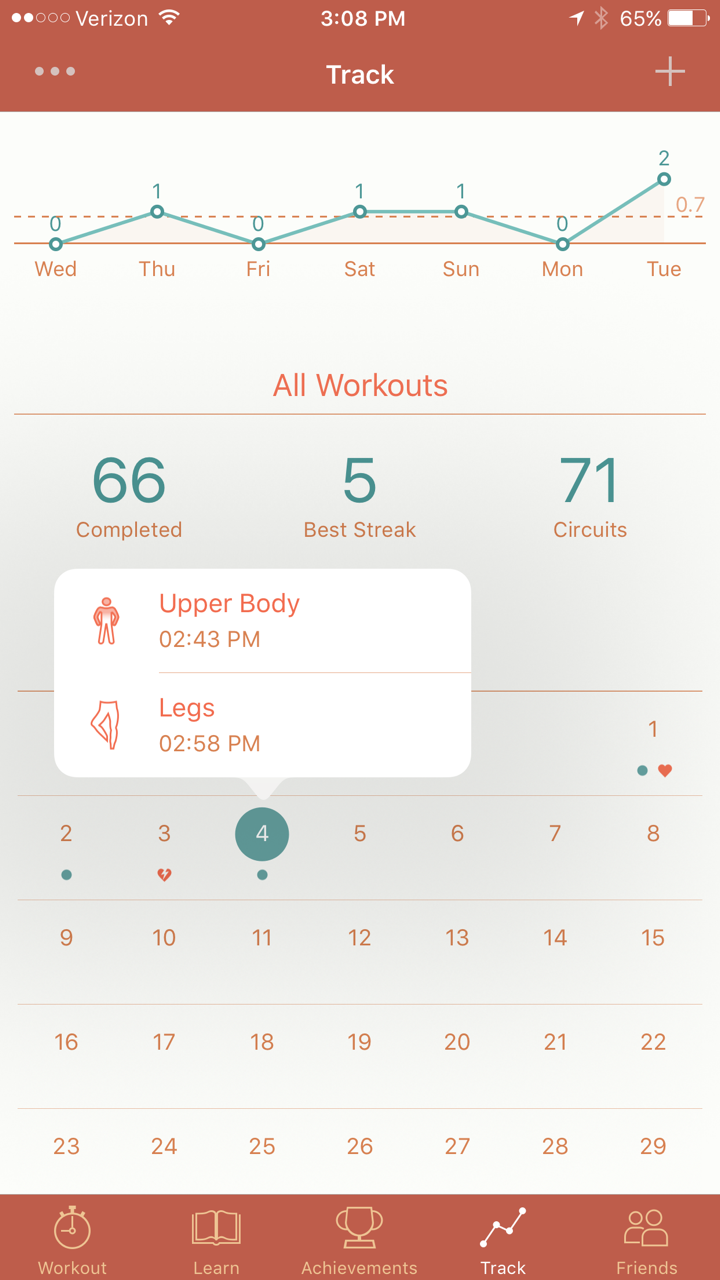 Verizon 3:08 PM 65%
Track
2
1 1 1 0.7
0 0 0
Wed Thu Fri Sat Sun Mon Tue
All Workouts
66 5 71
Completed Best Streak Circuits
Upper Body
02:43 PM
Legs
02:58 PM
1
2 3 4 5 6 7 8
9 10 11 12 13 14 15
16 17 18 19 20 21 22
23 24 25 26 27 28 29
Workout Learn Achievements Track Friends